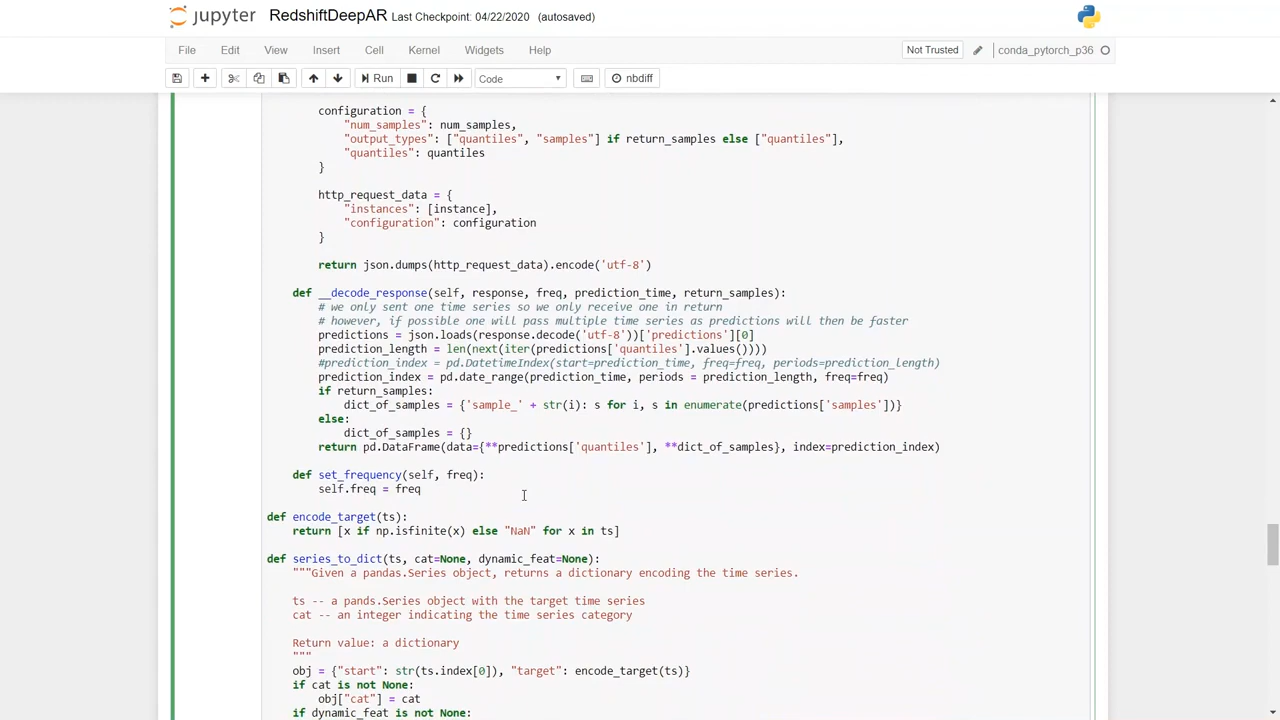 jupyter RedshiftDeepAR Last Checkpoint: 04/22/2020 (autosaved)
File Edit View Insert Cell Kernel Widgets Help Not Trusted conda_pytorch_p36
Run Code nbdiff
configuration = {
"num_samples": num_samples,
"output_types": ["quantiles", "samples"] if return_samples else ["quantiles"],
"quantiles": quantiles
}
http_request_data = {
"instances": [instance],
"configuration": configuration
}
return json.dumps(http_request_data).encode('utf-8')
def __decode_response(self, response, freq, prediction_time, return_samples):
# we only sent one time series so we only receive one in return
# however, if possible one will pass multiple time series as predictions will then be faster
predictions = json.loads(response.decode('utf-8'))['predictions'][0]
prediction_length = len(next(iter(predictions['quantiles'].values())))
#prediction_index = pd.DatetimeIndex(start=prediction_time, freq=freq, periods=prediction_length)
prediction_index = pd.date_range(prediction_time, periods = prediction_length, freq=freq)
if return_samples:
dict_of_samples = {'sample_' + str(i): s for i, s in enumerate(predictions['samples'])}
else:
dict_of_samples = {}
return pd.DataFrame(data={**predictions['quantiles'], **dict_of_samples}, index=prediction_index)
def set_frequency(self, freq):
self.freq = freq
def encode_target(ts):
return [x if np.isfinite(x) else "NaN" for x in ts]
def series_to_dict(ts, cat=None, dynamic_feat=None):
"""Given a pandas.Series object, returns a dictionary encoding the time series.
ts -- a pands.Series object with the target time series
cat -- an integer indicating the time series category
Return value: a dictionary
"""
obj = {"start": str(ts.index[0]), "target": encode_target(ts)}
if cat is not None:
obj["cat"] = cat
if dynamic_feat is not None: